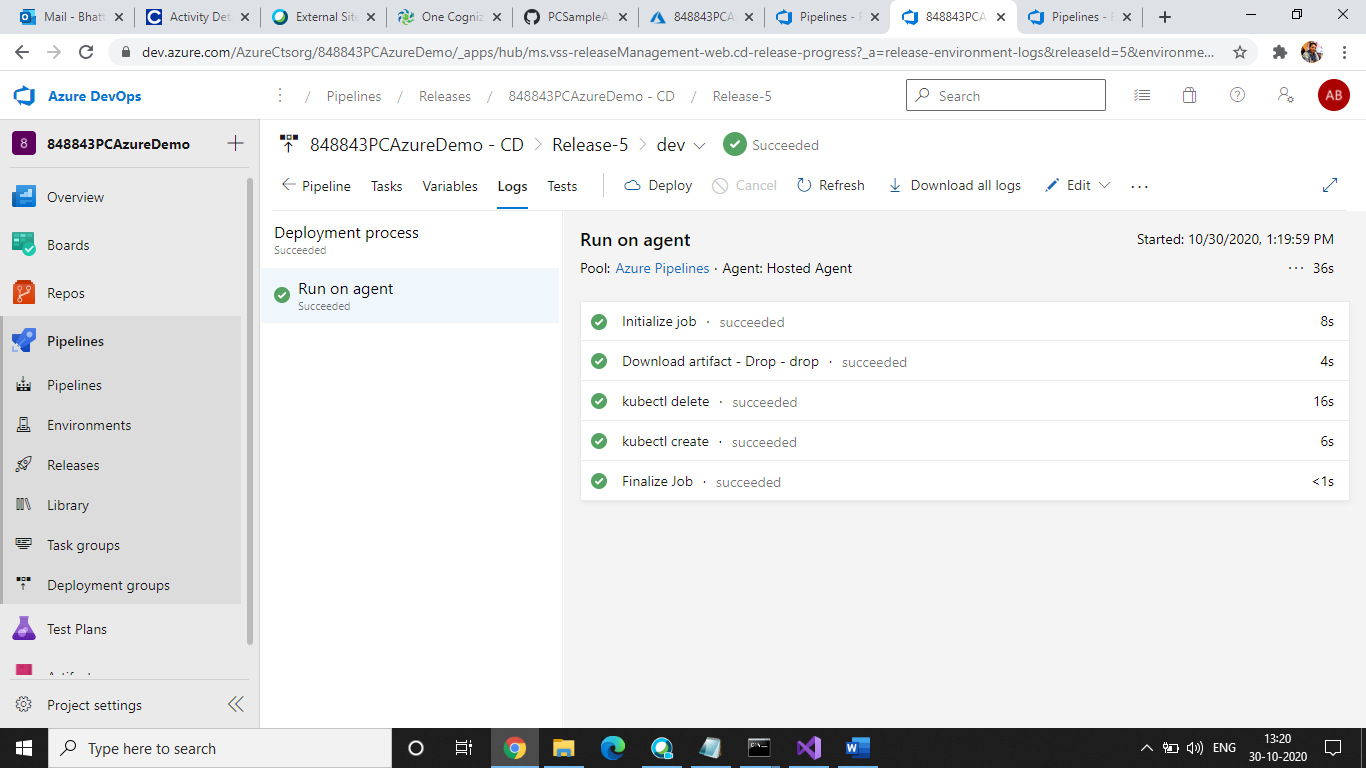 Mail - Bhatt
Activity Det
External Site
One Cogniz
PCSampleA
848843PCA
Pipelines -
848843PCA
Pipelines -
dev.azure.com/AzureCtsorg/848843PCAzureDemo/_apps/hub/ms.vss-releaseManagement-web.cd-release-progress?_a=release-environment-logs&releaseId=5&environme...
Azure DevOps
/ Pipelines / Releases / 848843PCAzureDemo - CD / Release-5
Search
AB
8 848843PCAzureDemo
Overview
Boards
Repos
Pipelines
Pipelines
Environments
Releases
Library
Task groups
Deployment groups
Test Plans
Artifacts
Project settings
848843PCAzureDemo - CD > Release-5 > dev Succeeded
Pipeline Tasks Variables Logs Tests Deploy Cancel Refresh Download all logs Edit ...
Deployment process
Succeeded
Run on agent
Succeeded
Run on agent
Started: 10/30/2020, 1:19:59 PM
Pool: Azure Pipelines · Agent: Hosted Agent
... 36s
Initialize job · succeeded 8s
Download artifact - Drop - drop · succeeded 4s
kubectl delete · succeeded 16s
kubectl create · succeeded 6s
Finalize Job · succeeded <1s
Type here to search
ENG
13:20
30-10-2020